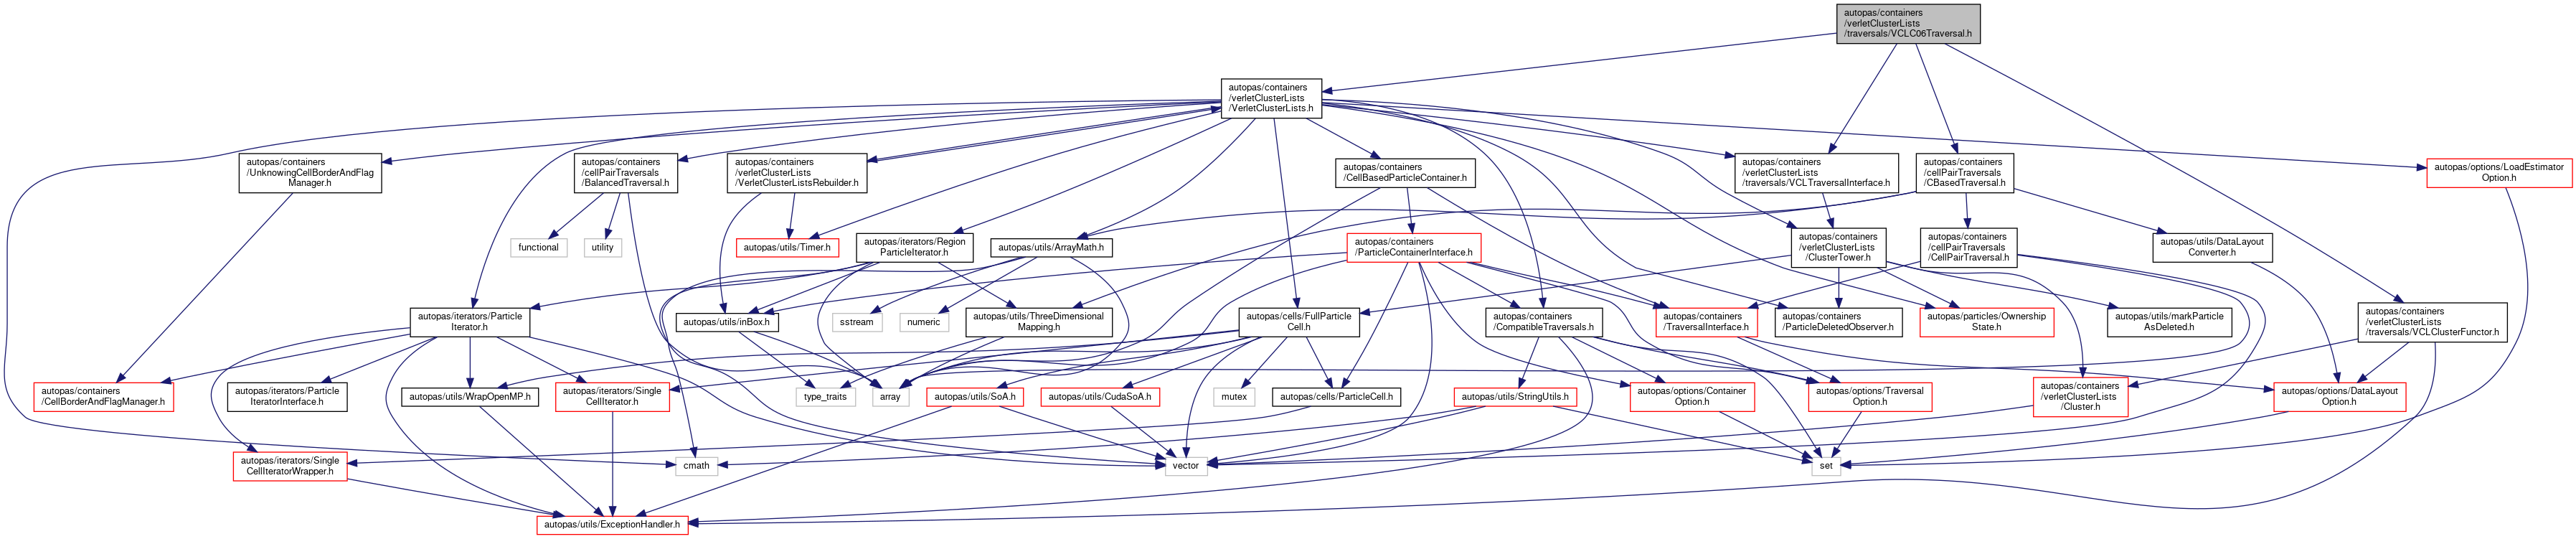 autopas/containers
/verletClusterLists
/traversals/VCLC06Traversal.h
autopas/containers
/verletClusterLists
/VerletClusterLists.h
autopas/containers
/UnknowingCellBorderAndFlag
Manager.h
autopas/containers
/cellPairTraversals
/BalancedTraversal.h
autopas/containers
/verletClusterLists
/VerletClusterListsRebuilder.h
autopas/containers
/CellBasedParticleContainer.h
autopas/containers
/verletClusterLists
/traversals/VCLTraversalInterface.h
autopas/containers
/cellPairTraversals
/CBasedTraversal.h
autopas/options/LoadEstimator
Option.h
functional
utility
autopas/utils/Timer.h
autopas/iterators/Region
ParticleIterator.h
autopas/utils/ArrayMath.h
autopas/containers
/ParticleContainerInterface.h
autopas/containers
/verletClusterLists
/ClusterTower.h
autopas/containers
/cellPairTraversals
/CellPairTraversal.h
autopas/utils/DataLayout
Converter.h
autopas/iterators/Particle
Iterator.h
autopas/utils/inBox.h
sstream
numeric
autopas/utils/ThreeDimensional
Mapping.h
autopas/cells/FullParticle
Cell.h
autopas/containers
/CompatibleTraversals.h
autopas/containers
/TraversalInterface.h
autopas/containers
/ParticleDeletedObserver.h
autopas/particles/Ownership
State.h
autopas/utils/markParticle
AsDeleted.h
autopas/containers
/verletClusterLists
/traversals/VCLClusterFunctor.h
autopas/containers
/CellBorderAndFlagManager.h
autopas/iterators/Particle
IteratorInterface.h
autopas/utils/WrapOpenMP.h
autopas/iterators/Single
CellIterator.h
type_traits
array
autopas/utils/SoA.h
autopas/utils/CudaSoA.h
mutex
autopas/cells/ParticleCell.h
autopas/utils/StringUtils.h
autopas/options/Container
Option.h
autopas/options/Traversal
Option.h
autopas/containers
/verletClusterLists
/Cluster.h
autopas/options/DataLayout
Option.h
autopas/iterators/Single
CellIteratorWrapper.h
cmath
vector
set
autopas/utils/ExceptionHandler.h